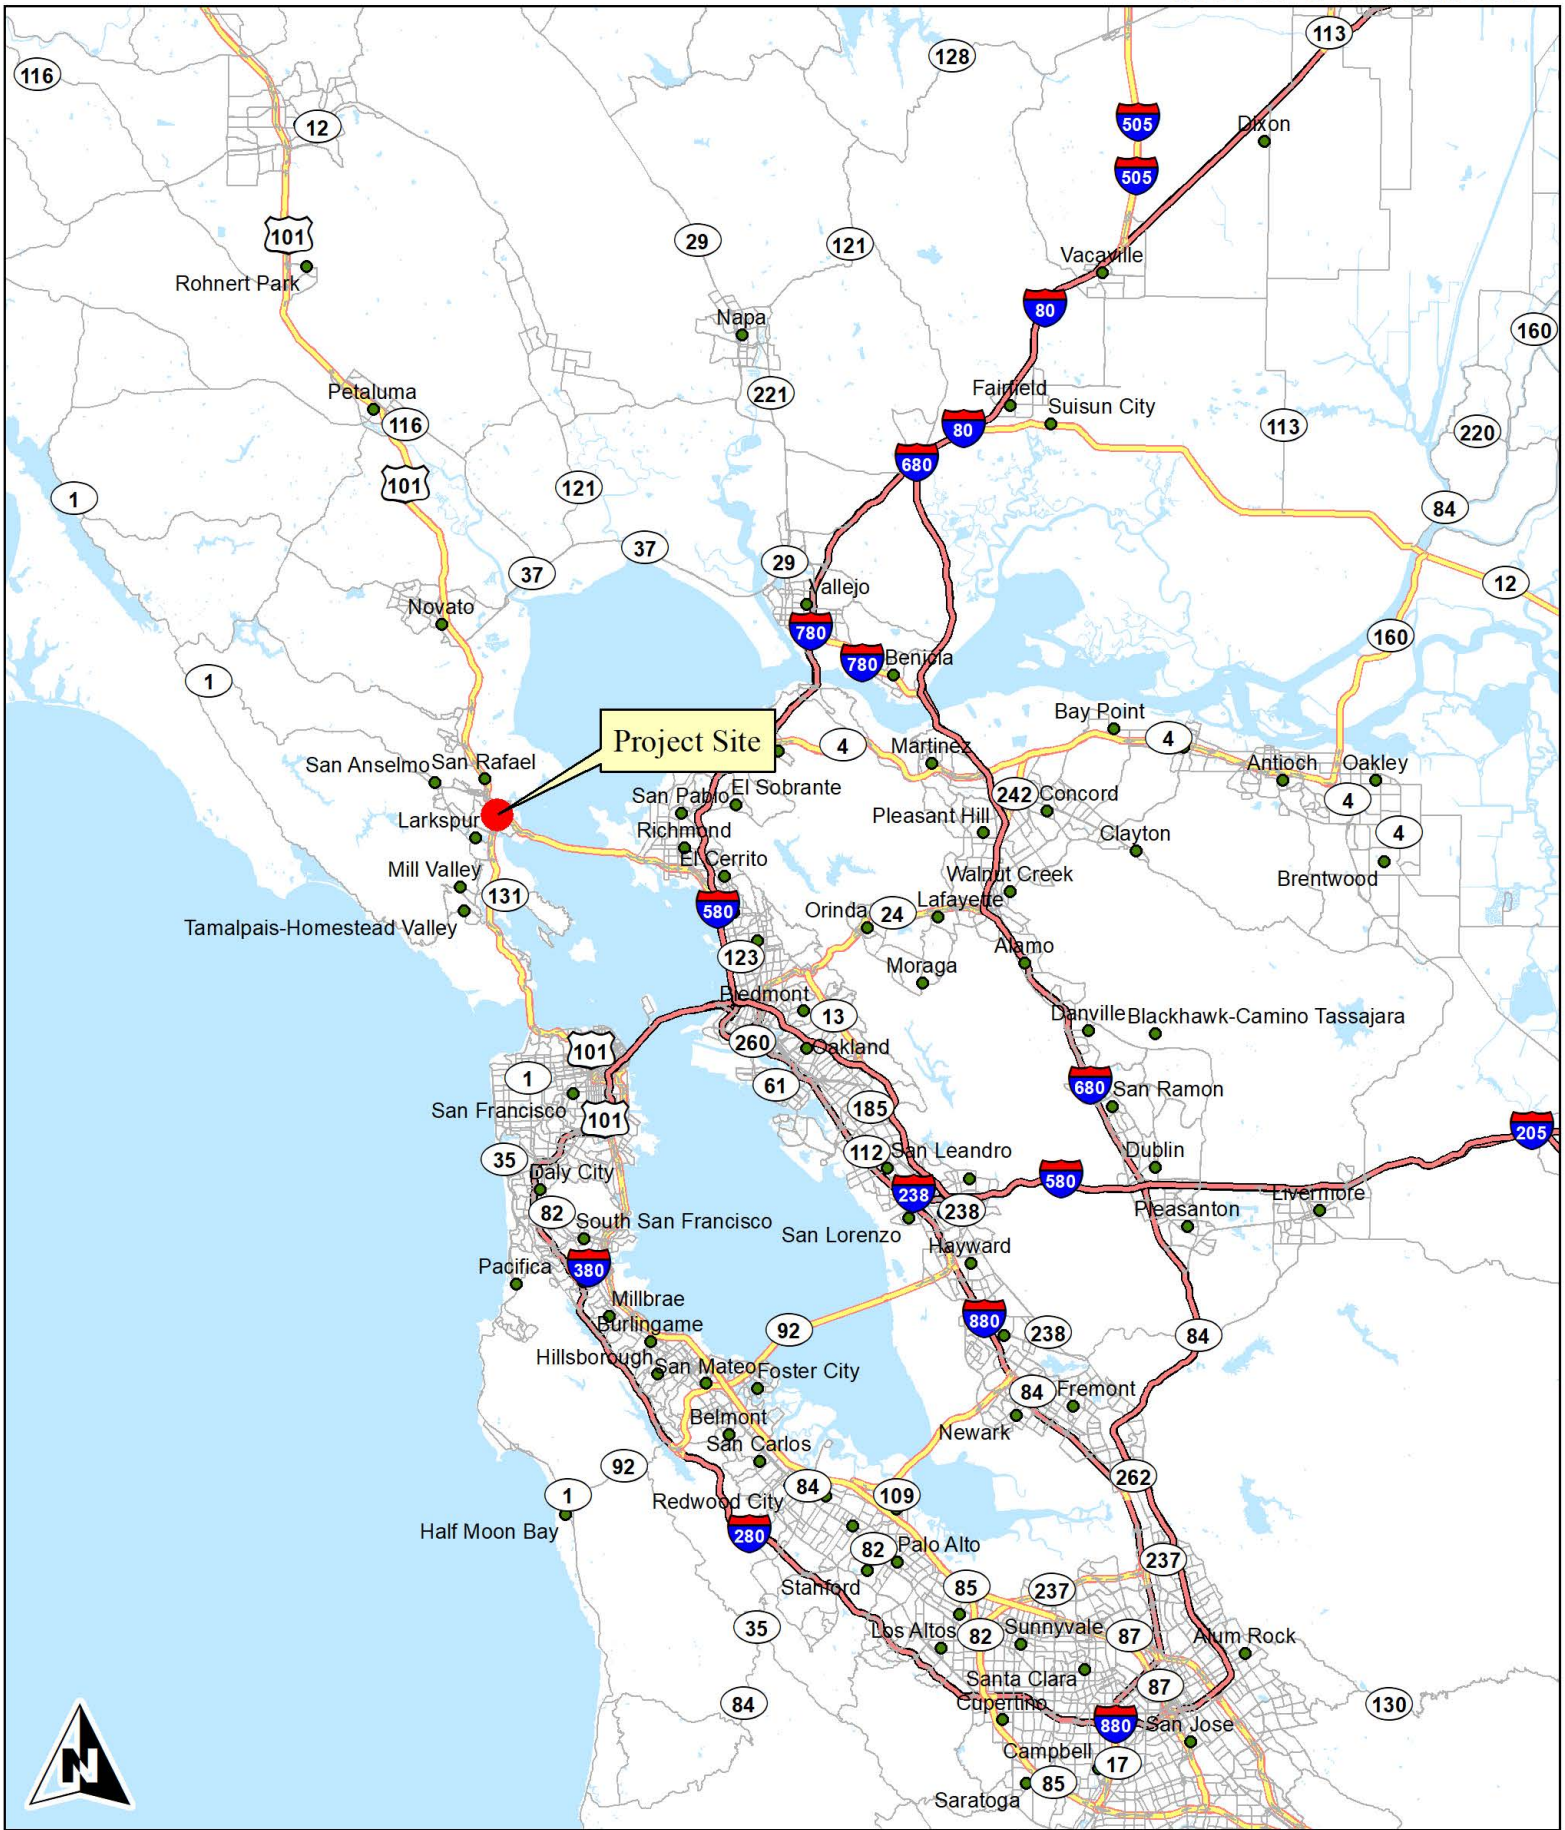 113
128
116
505
12
Dixon
505
101
29
121
Vacaville
Rohnert Park
80
Napa
160
Petaluma
221
Fairfield
Suisun City
116
80
113
220
680
101
121
1
84
37
29
37
12
Vallejo
Novato
780
160
780
Benicia
1
Bay Point
Project Site
4
4
Martinez
San Anselmo
San Rafael
Antioch
Oakley
El Sobrante
San Pablo
242
Concord
4
Larkspur
Pleasant Hill
Richmond
Clayton
4
El Cerrito
Mill Valley
Walnut Creek
Brentwood
131
580
Orinda
24
Lafayette
Tamalpais-Homestead Valley
123
Alamo
Moraga
Piedmont
13
Danville
Blackhawk-Camino Tassajara
260
Oakland
101
1
61
680
San Ramon
San Francisco
101
185
205
35
112
San Leandro
Dublin
Daly City
580
238
Livermore
82
238
Pleasanton
South San Francisco
San Lorenzo
Hayward
Pacifica
380
Millbrae
Burlingame
880
92
238
84
Hillsborough
San Mateo
Foster City
84
Fremont
Belmont
Newark
San Carlos
92
262
1
84
109
Redwood City
Half Moon Bay
280
82
Palo Alto
237
Stanford
85
237
35
Los Altos
82
Sunnyvale
87
Alum Rock
Santa Clara
87
84
Cupertino
130
880
San Jose
Campbell
17
N
85
Saratoga